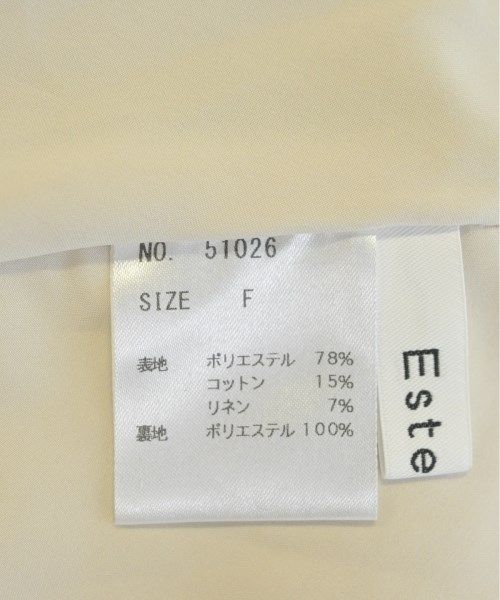 NO. 51026
SIZE F
表地 ポリエステル 78%
コットン 15%
リネン 7%
裏地 ポリエステル 100%
Este